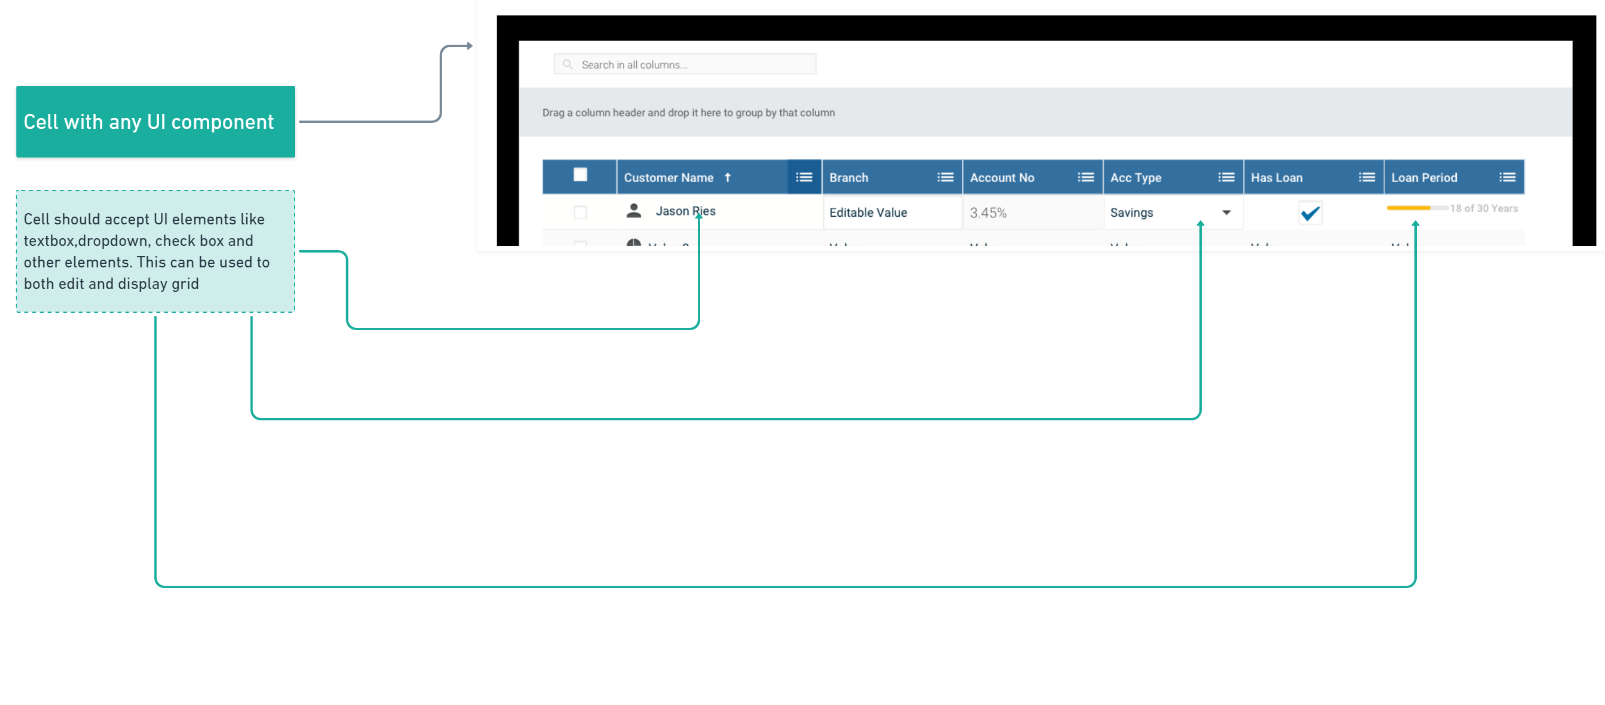 Search in all columns...
Cell with any UI component
Drag a column header and drop it here to group by that column
Customer Name Branch Account No Acc Type Has Loan Loan Period
Jason Ries Editable Value 3.45% Savings 18 of 30 Years
Cell should accept UI elements like
textbox,dropdown, check box and
other elements. This can be used to
both edit and display grid